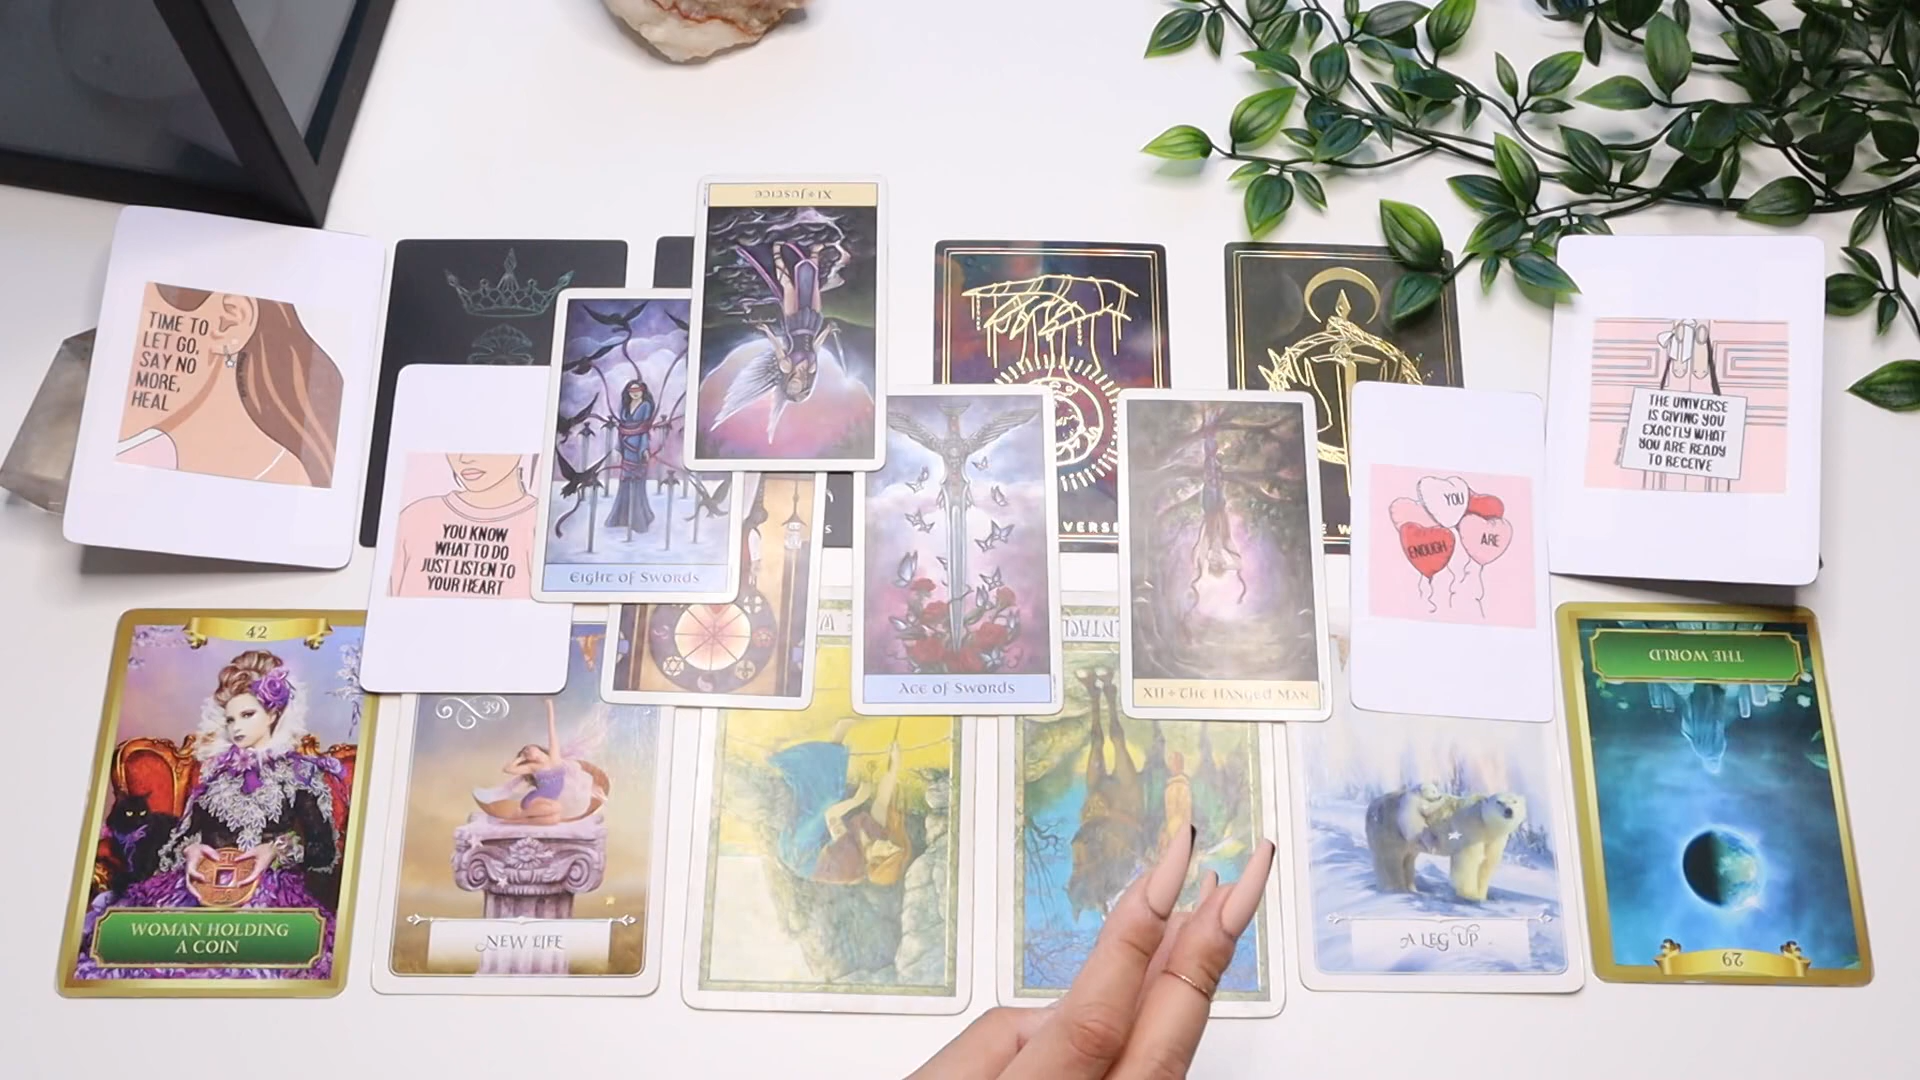 XI ✦ JUSTICE
TIME TO
LET GO,
SAY NO
MORE,
HEAL
THE UNIVERSE
IS GIVING YOU
EXACTLY WHAT
YOU ARE READY
TO RECEIVE
YOU
ENOUGH
ARE
YOU KNOW
WHAT TO DO
JUST LISTEN TO
YOUR HEART
EIGHT OF SWORDS
ACE OF SWORDS
XII ✦ THE HANGED MAN
42
WOMAN HOLDING
A COIN
39
NEW LIFE
A LEG UP
THE WORLD
29